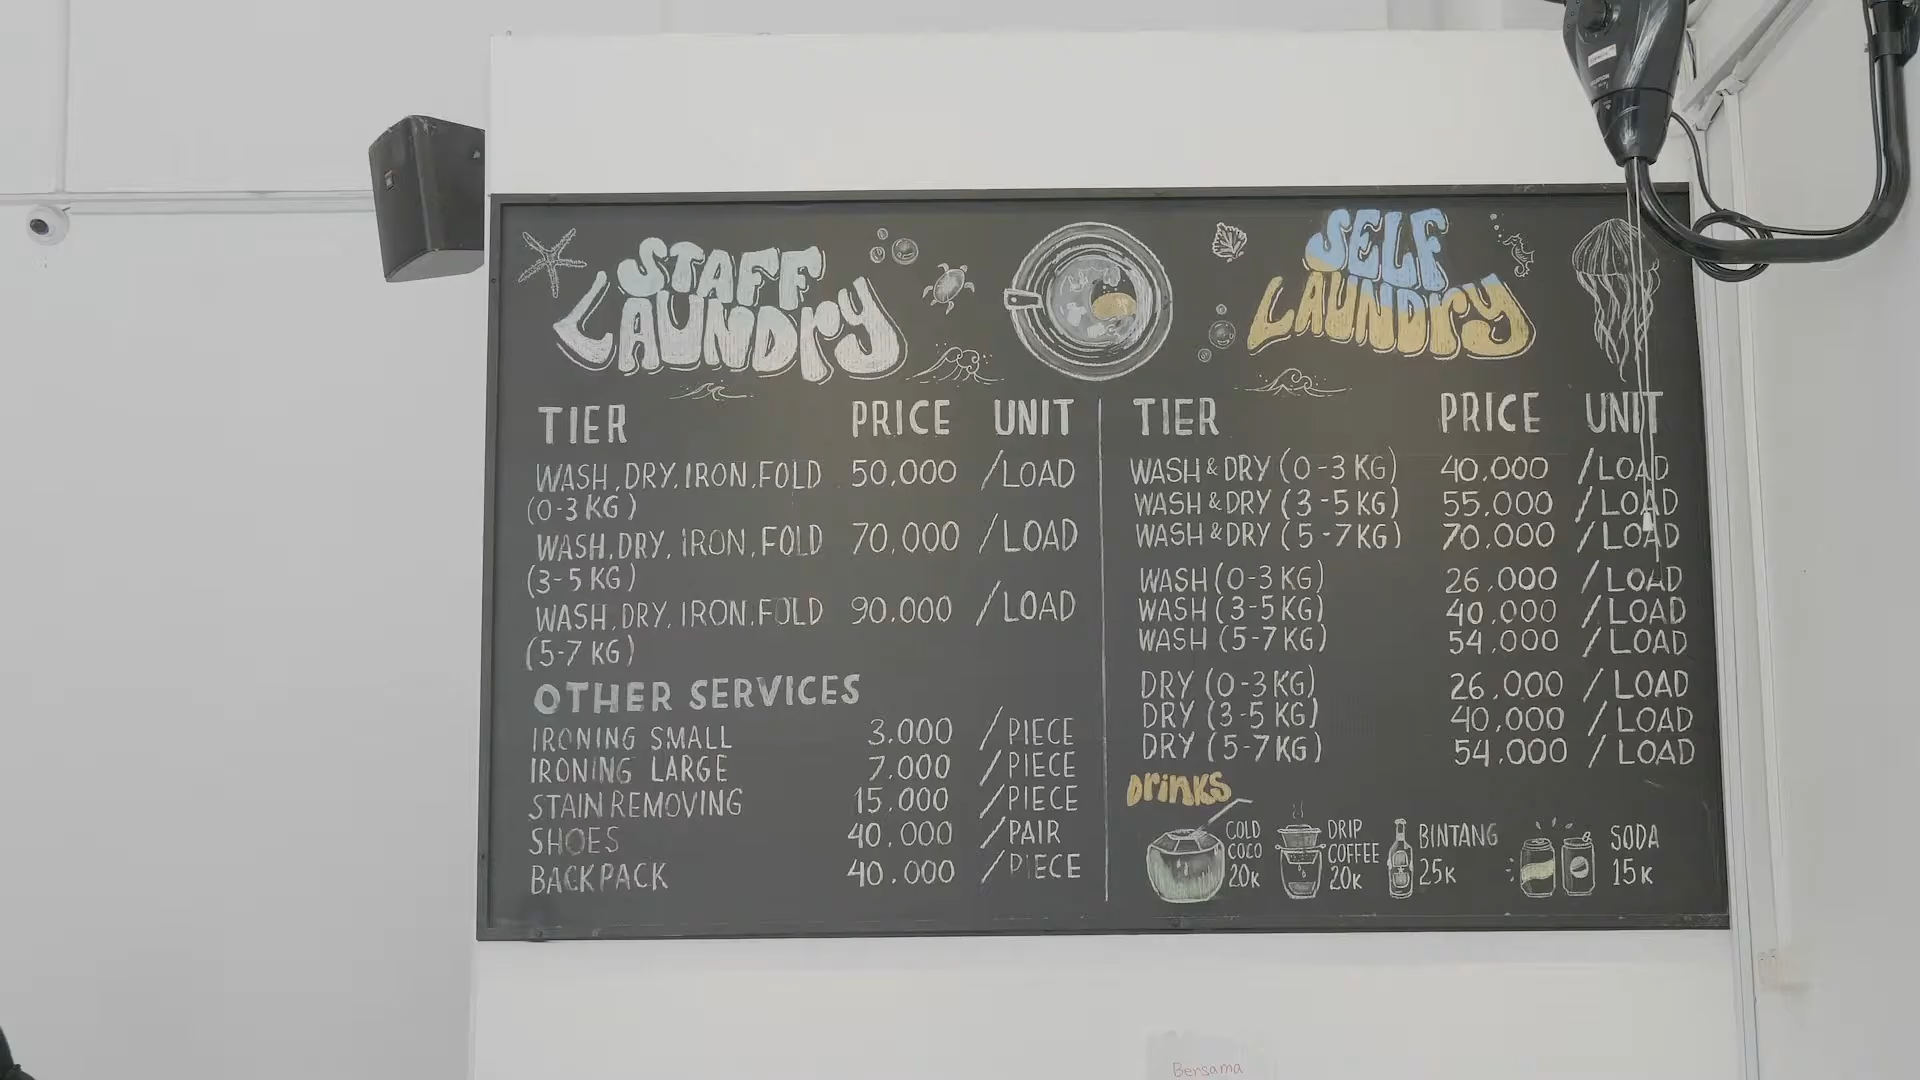 STAFF
LAUNDRY
TIER PRICE UNIT
WASH, DRY, IRON, FOLD 50.000 /LOAD
(0-3 KG)
WASH, DRY, IRON, FOLD 70.000 /LOAD
(3-5 KG)
WASH, DRY, IRON, FOLD 90.000 /LOAD
(5-7 KG)
OTHER SERVICES
IRONING SMALL 3.000 /PIECE
IRONING LARGE 7.000 /PIECE
STAIN REMOVING 15.000 /PIECE
SHOES 40.000 /PAIR
BACKPACK 40.000 /PIECE
SELF
LAUNDRY
TIER PRICE UNIT
WASH & DRY (0-3 KG) 40.000 /LOAD
WASH & DRY (3-5 KG) 55.000 /LOAD
WASH & DRY (5-7 KG) 70.000 /LOAD
WASH (0-3 KG) 26.000 /LOAD
WASH (3-5 KG) 40.000 /LOAD
WASH (5-7 KG) 54.000 /LOAD
DRY (0-3 KG) 26.000 /LOAD
DRY (3-5 KG) 40.000 /LOAD
DRY (5-7 KG) 54.000 /LOAD
Drinks
COLD
COCO
20K
DRIP
COFFEE
20K
BINTANG
25K
SODA
15K
Bersama